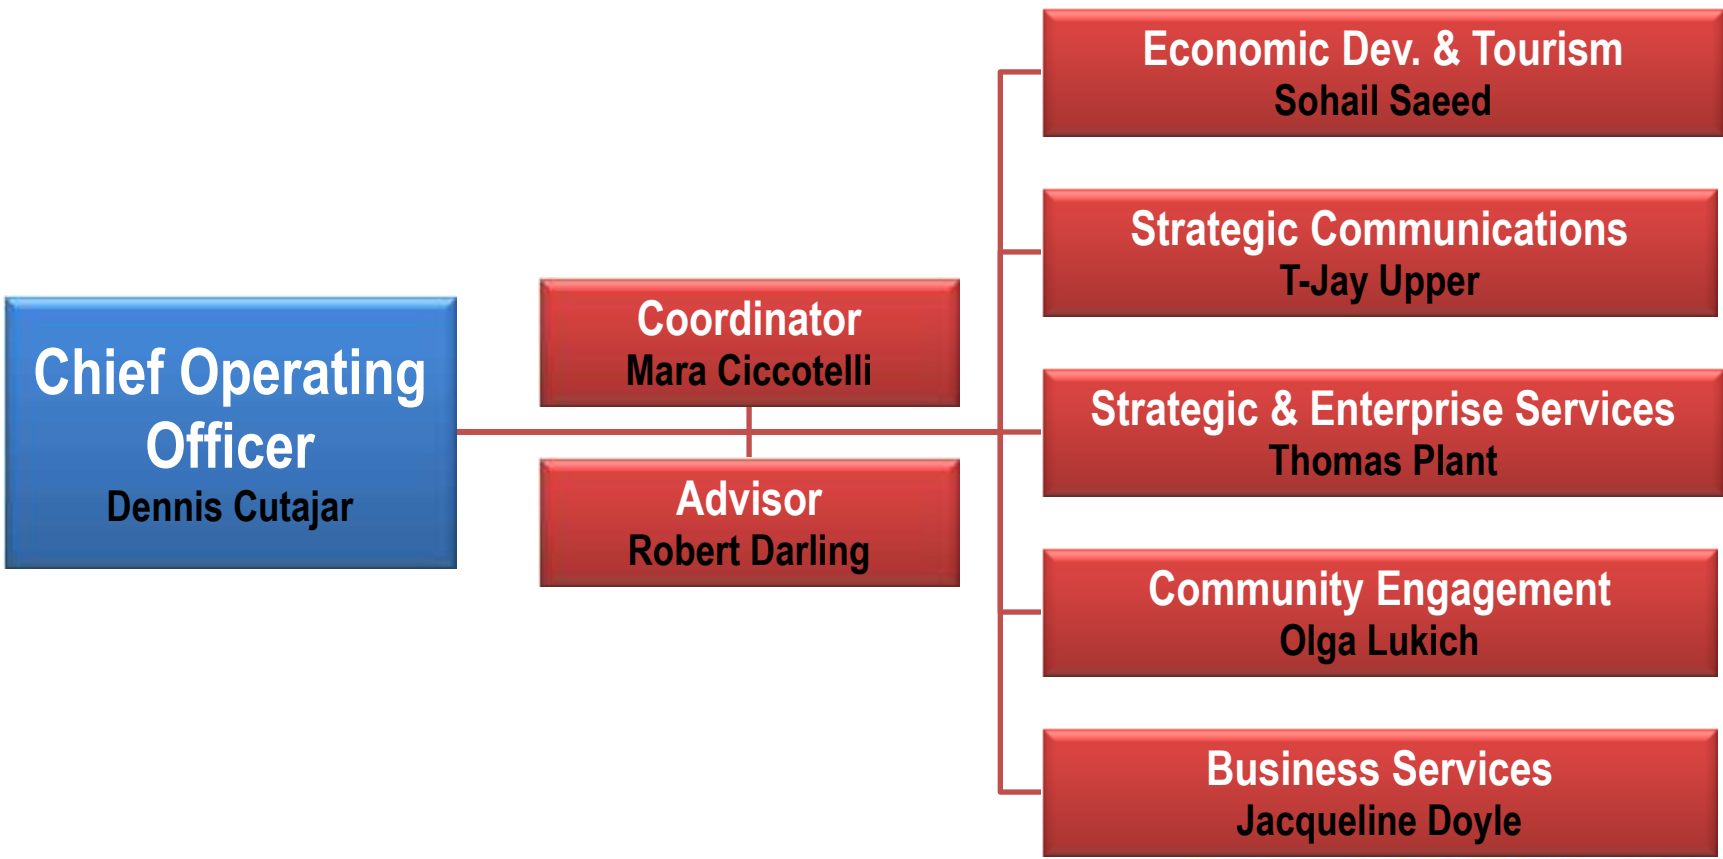 Chief Operating
Officer
Dennis Cutajar
Coordinator
Mara Ciccotelli
Advisor
Robert Darling
Economic Dev. & Tourism
Sohail Saeed
Strategic Communications
T-Jay Upper
Strategic & Enterprise Services
Thomas Plant
Community Engagement
Olga Lukich
Business Services
Jacqueline Doyle